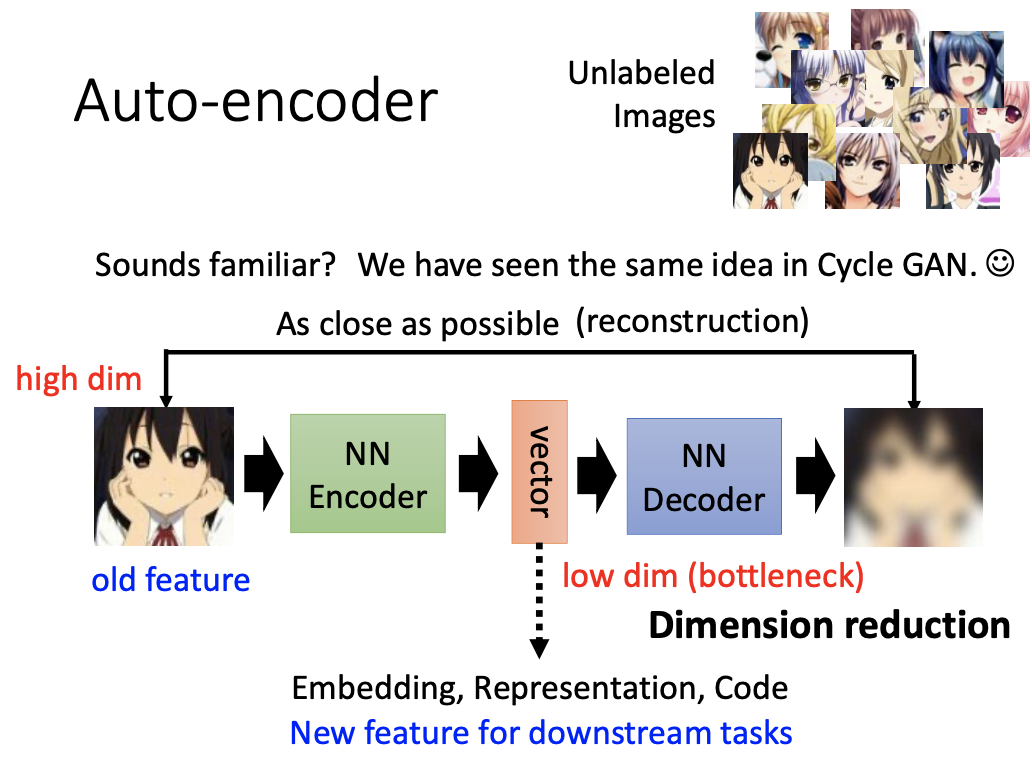 Auto-encoder
Unlabeled
Images
Sounds familiar? We have seen the same idea in Cycle GAN. ☺
As close as possible (reconstruction)
high dim
NN
Encoder
vector
NN
Decoder
old feature
low dim (bottleneck)
Dimension reduction
Embedding, Representation, Code
New feature for downstream tasks